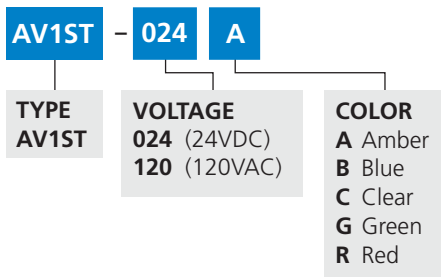 AV1ST – 024 A
TYPE
AV1ST
VOLTAGE
024 (24VDC)
120 (120VAC)
COLOR
A Amber
B Blue
C Clear
G Green
R Red